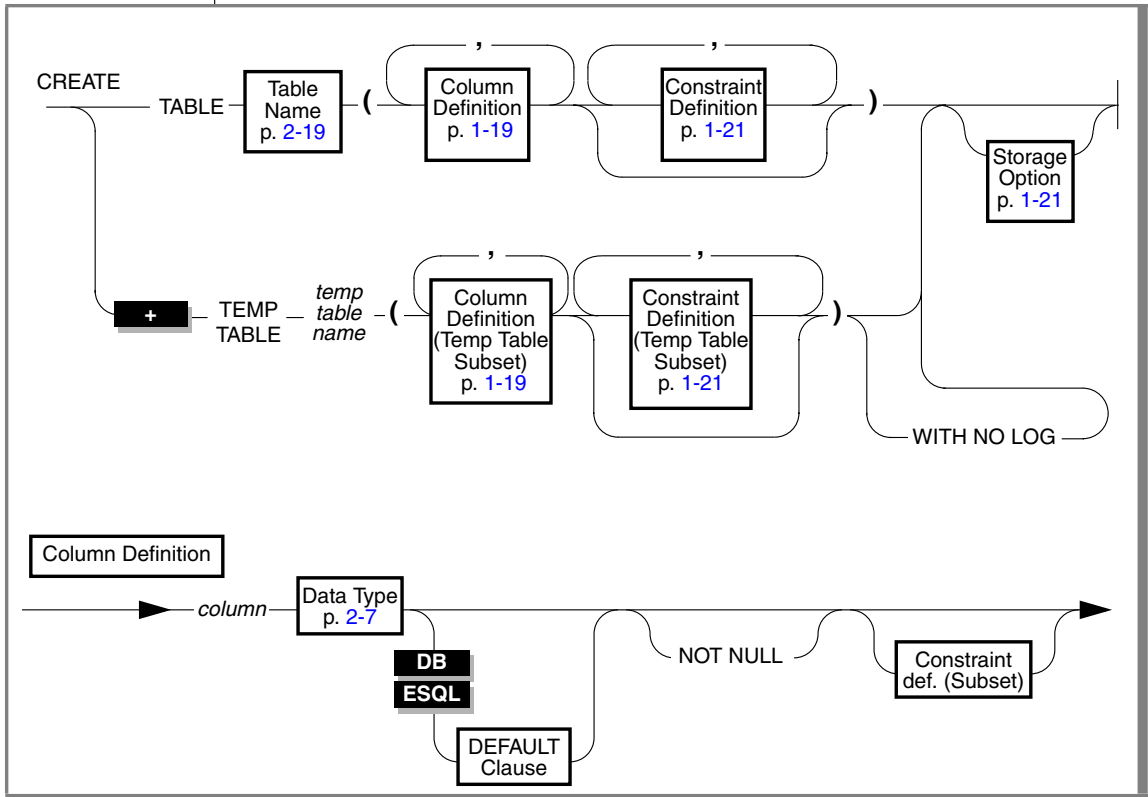 CREATE
TABLE
Table
Name
p. 2-19
(
,
Column
Definition
p. 1-19
,
Constraint
Definition
p. 1-21
)
Storage
Option
p. 1-21
+
TEMP
TABLE
temp
table
name
(
,
Column
Definition
(Temp Table
Subset)
p. 1-19
,
Constraint
Definition
(Temp Table
Subset)
p. 1-21
)
WITH NO LOG
Column Definition
column
Data Type
p. 2-7
DB
ESQL
DEFAULT
Clause
NOT NULL
Constraint
def. (Subset)